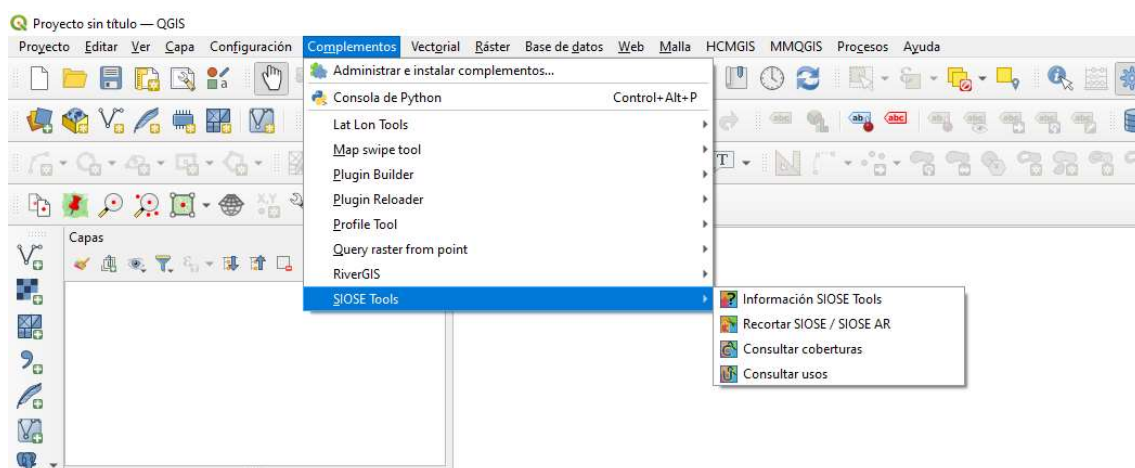 Proyecto sin título — QGIS
Proyecto Editar Ver Capa Configuración Complementos Vectorial Ráster Base de datos Web Malla HCMGIS MMQGIS Procesos Ayuda
Administrar e instalar complementos...
Consola de Python Control+Alt+P
Lat Lon Tools
Map swipe tool
Plugin Builder
Plugin Reloader
Profile Tool
Query raster from point
RiverGIS
SIOSE Tools
Información SIOSE Tools
Recortar SIOSE / SIOSE AR
Consultar coberturas
Consultar usos
Capas